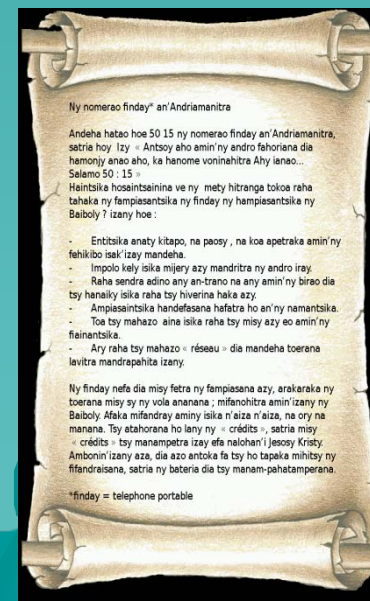 Ny nomerao finday* an'Andriamanitra
Andeha hatao hoe 50 15 ny nomerao finday an'Andriamanitra,
satria hoy Izy « Antsoy aho amin'ny andro fahoriana dia
hamonjy anao aho, ka hanome voninahitra Ahy ianao...
Salamo 50 : 15 »
Haintsika hosaintsainina ve ny mety hitranga tokoa raha
tahaka ny fampiasantsika ny finday ny hampiasantsika ny
Baiboly ? izany hoe :
- Entitsika anaty kitapo, na paosy , na koa apetraka amin'ny
fehikibo isak'izay mandeha.
- Impolo kely isika mijery azy mandritra ny andro iray.
- Raha sendra adino any an-trano na any amin'ny birao dia
tsy hanaiky isika raha tsy hiverina haka azy.
- Ampiasaintsika handefasana hafatra ho an'ny namantsika.
- Toa tsy mahazo aina isika raha tsy misy azy eo amin'ny
fiainantsika.
- Ary raha tsy mahazo « réseau » dia mandeha toerana
lavitra mandrapahita izany.
Ny finday nefa dia misy fetra ny fampiasana azy, arakaraka ny
toerana misy sy ny vola ananana ; mifanohitra amin'izany ny
Baiboly. Afaka mifandray aminy isika n'aiza n'aiza, na ory na
manana. Tsy atahorana ho lany ny « crédits », satria misy
« crédits » tsy manampetra izay efa nalohan'i Jesosy Kristy.
Ambonin'izany aza, dia azo antoka fa tsy ho tapaka mihitsy ny
fifandraisana, satria ny bateria dia tsy manam-pahatamperana.
*finday = telephone portable